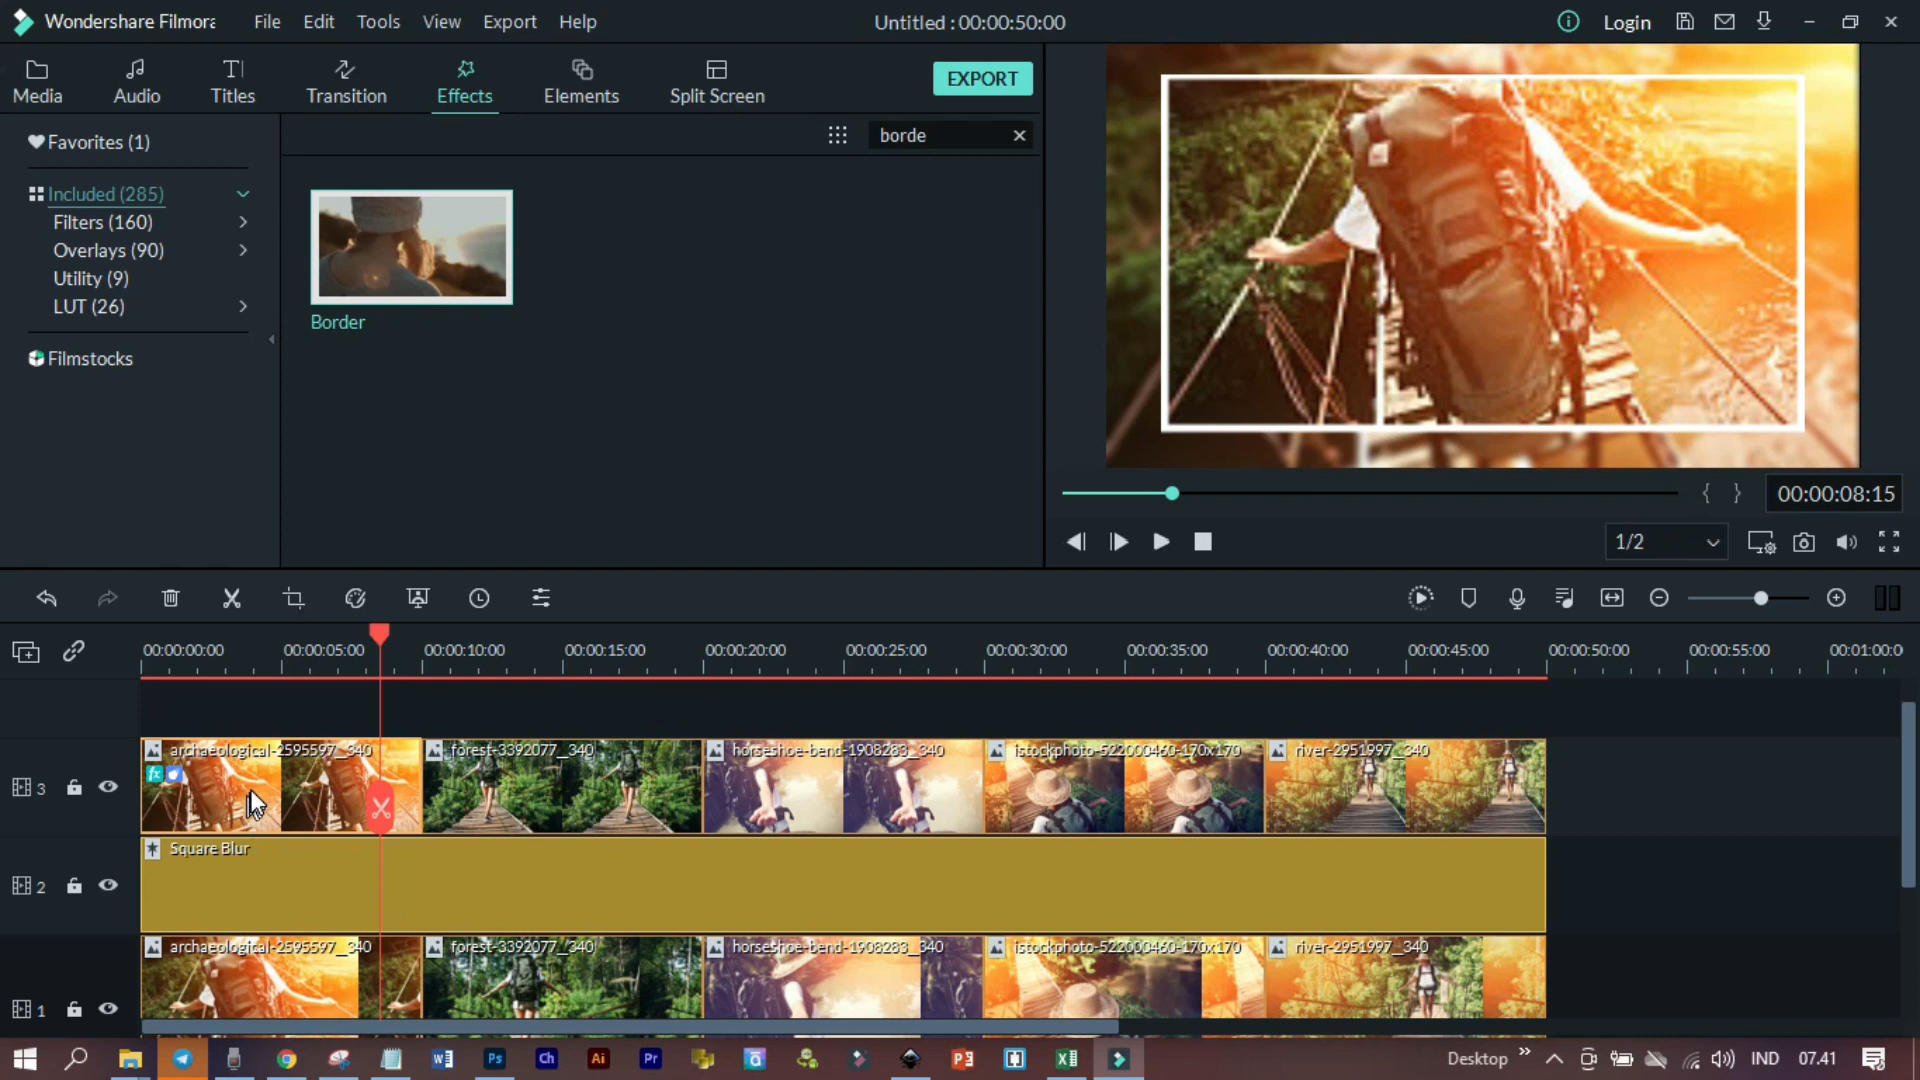 Wondershare Filmora File Edit Tools View Export Help Untitled : 00:00:50:00 Login
Media Audio Titles Transition Effects Elements Split Screen EXPORT
Favorites (1)
borde
Included (285)
Filters (160)
Overlays (90)
Utility (9)
LUT (26)
Filmstocks
Border
00:00:08:15
1/2
00:00:00:00 00:00:05:00 00:00:10:00 00:00:15:00 00:00:20:00 00:00:25:00 00:00:30:00 00:00:35:00 00:00:40:00 00:00:45:00 00:00:50:00 00:00:55:00 00:01:00:0
archaeological-2595597_340 forest-3392077_340 horseshoe-bend-1908283_340 istockphoto-522000460-170x170 river-2951997_340
fx
3
Square Blur
2
archaeological-2595597_340 forest-3392077_340 horseshoe-bend-1908283_340 istockphoto-522000460-170x170 river-2951997_340
1
W Ps Ch Ai Pr a P X Desktop IND 07.41